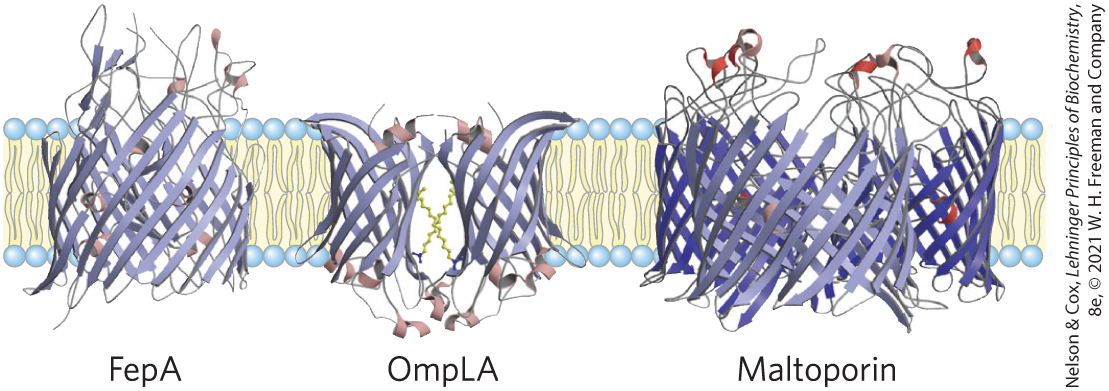 FepA
OmpLA
Maltoporin
Nelson & Cox, Lehninger Principles of Biochemistry,
8e, © 2021 W. H. Freeman and Company